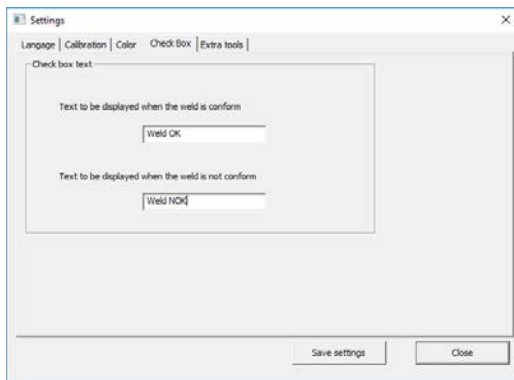 Settings
Langage Calibration Color Check Box Extra tools
Check box text
Text to be displayed when the weld is conform
Weld OK
Text to be displayed when the weld is not conform
Weld NOK
Save settings Close